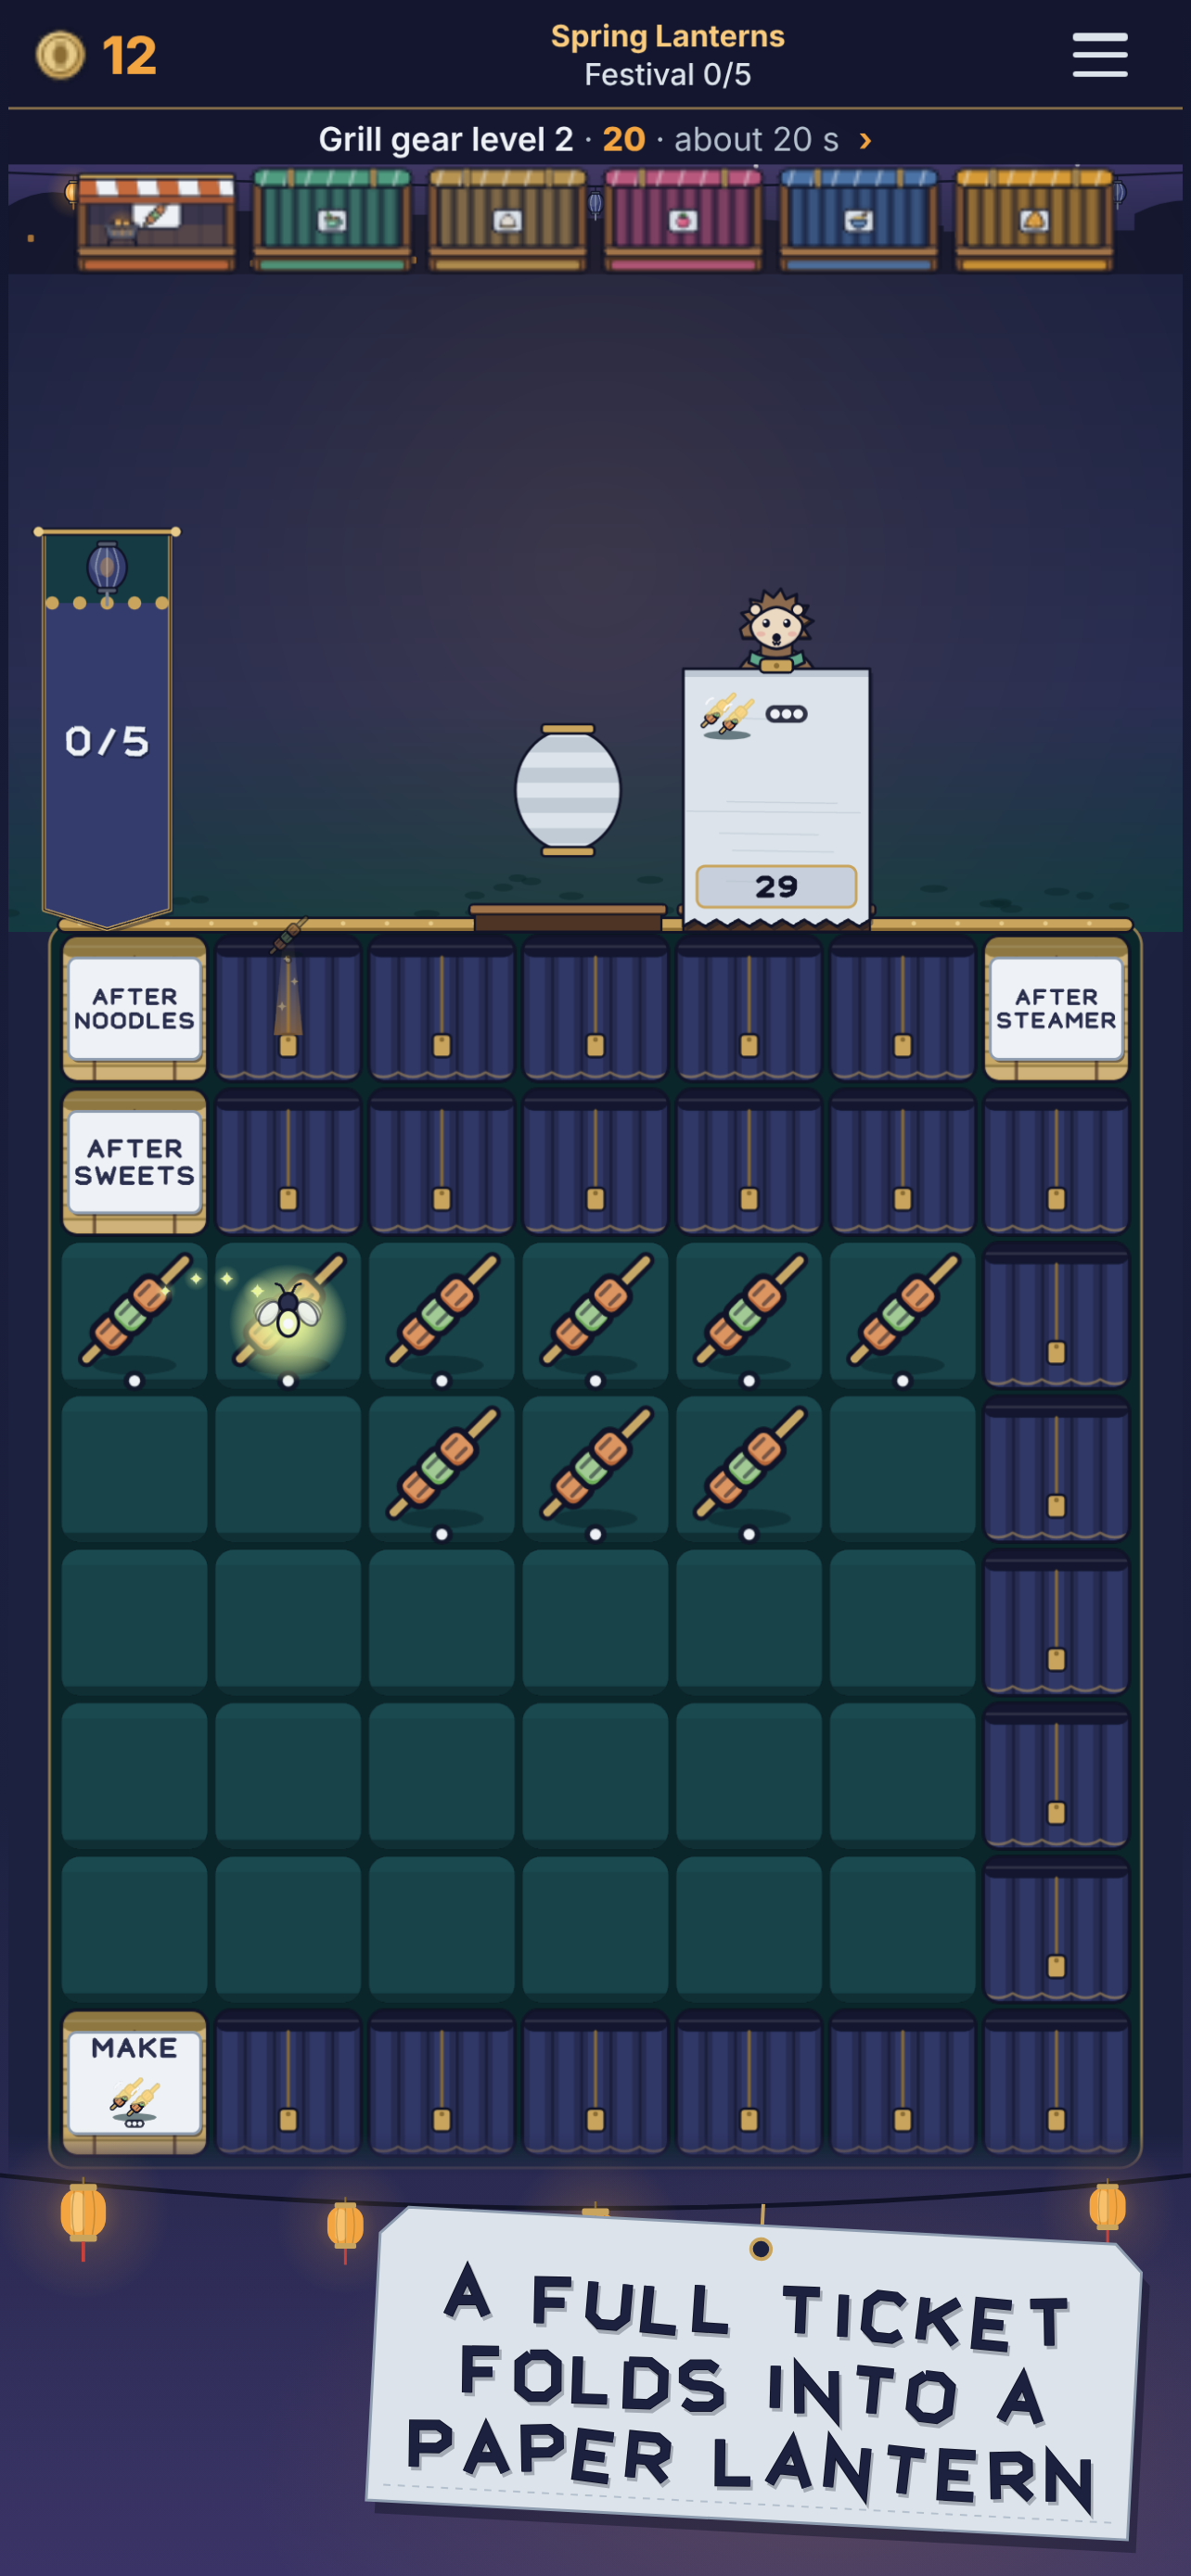 12
Spring Lanterns
Festival 0/5
Grill gear level 2 · 20 · about 20 s ›
0/5
29
AFTER
NOODLES
AFTER
STEAMER
AFTER
SWEETS
MAKE
A FULL TICKET
FOLDS INTO A
PAPER LANTERN